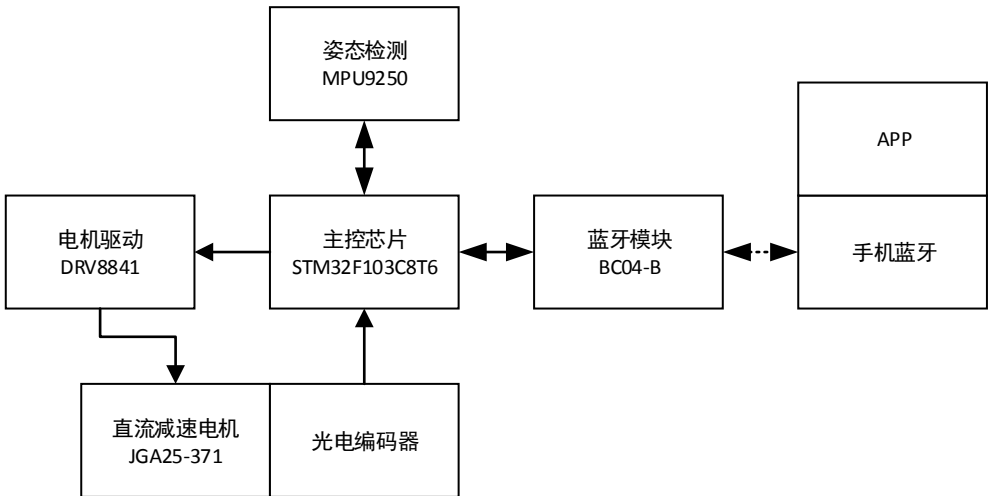 姿态检测
MPU9250
APP
电机驱动
DRV8841
主控芯片
STM32F103C8T6
蓝牙模块
BC04-B
手机蓝牙
直流减速电机
JGA25-371
光电编码器